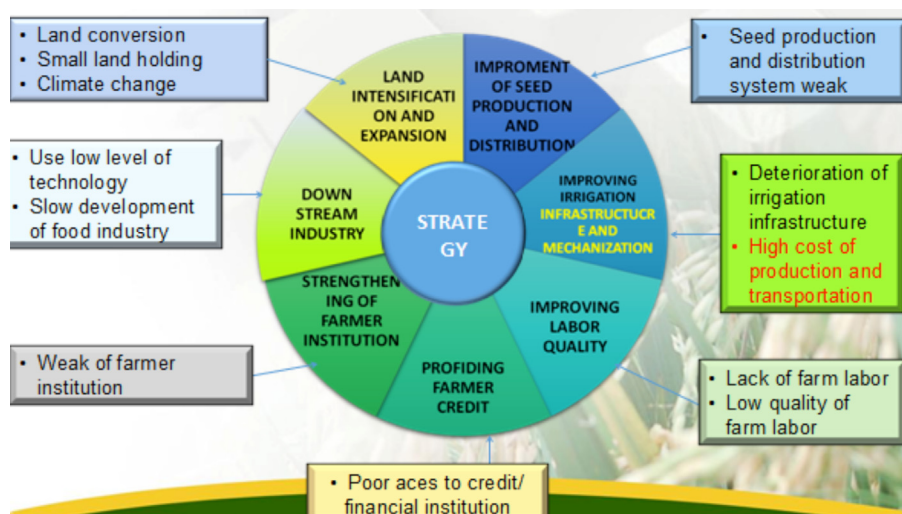 • Land conversion
• Small land holding
• Climate change
• Seed production
and distribution
system weak
LAND
INTENSIFICATI
ON AND
EXPANSION
IMPROMENT
OF SEED
PRODUCTION
AND
DISTRIBUTION
• Use low level of
technology
• Slow development
of food industry
DOWN
STREAM
INDUSTRY
STRATE
GY
IMPROVING
IRRIGATION
INFRASTRUCTUCR
E AND
MECHANIZATION
• Deterioration of
irrigation
infrastructure
• High cost of
production and
transportation
STRENGTHEN
ING OF
FARMER
INSTITUTION
IMPROVING
LABOR
QUALITY
• Weak of farmer
institution
PROFIDING
FARMER
CREDIT
• Lack of farm labor
• Low quality of
farm labor
• Poor aces to credit/
financial institution